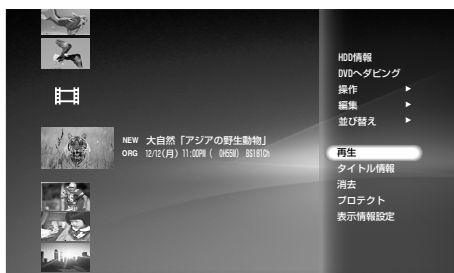 NEW 大自然「アジアの野生動物」
ORG 12/12(月) 11:00PM ( 0H55M) BS181Ch
HDD情報
DVDへダビング
操作 ▶
編集 ▶
並び替え ▶
再生
タイトル情報
消去
プロテクト
表示情報設定